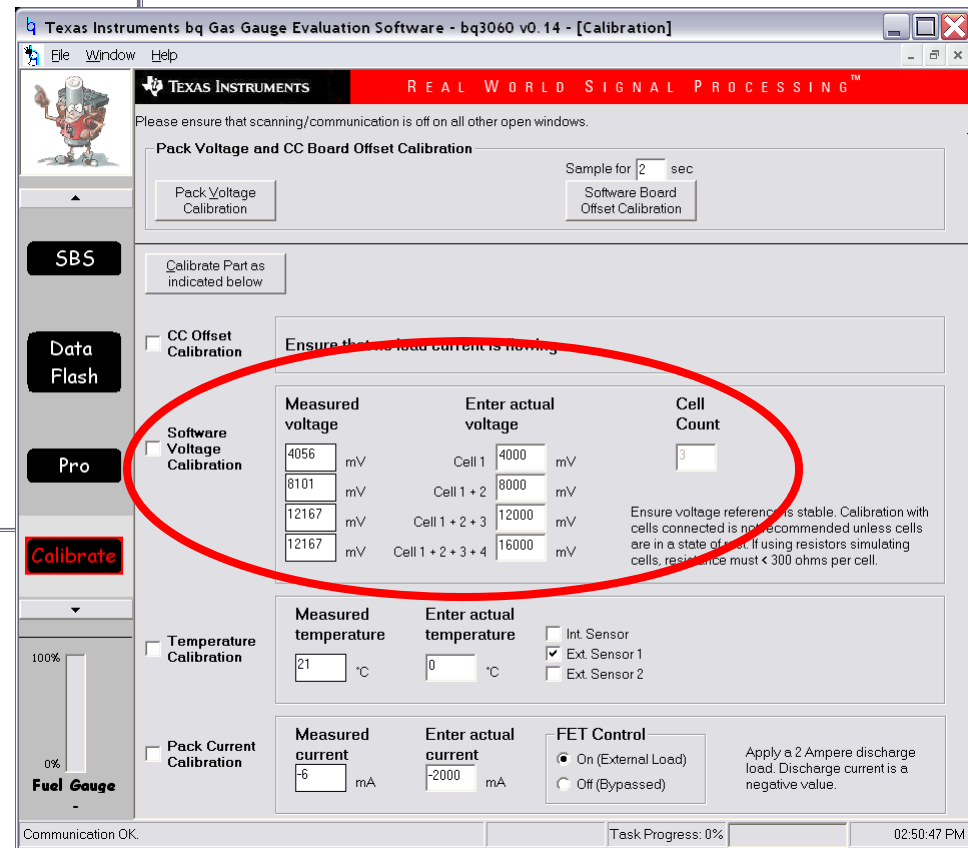 Texas Instruments bq Gas Gauge Evaluation Software - bq3060 v0.14 - [Calibration]
File Window Help
TEXAS INSTRUMENTS REAL WORLD SIGNAL PROCESSING™
Please ensure that scanning/communication is off on all other open windows.
Pack Voltage and CC Board Offset Calibration
Sample for 2 sec
Pack Voltage
Calibration
Software Board
Offset Calibration
SBS
Data
Flash
Pro
Calibrate
100%
0%
Fuel Gauge
-
Calibrate Part as
indicated below
CC Offset
Calibration
Ensure that no load current is flowing
Software
Voltage
Calibration
Measured
voltage
Enter actual
voltage
Cell
Count
4056 mV Cell 1 4000 mV 3
8101 mV Cell 1 + 2 8000 mV
12167 mV Cell 1 + 2 + 3 12000 mV
12167 mV Cell 1 + 2 + 3 + 4 16000 mV
Ensure voltage reference is stable. Calibration with
cells connected is not recommended unless cells
are in a state of rest. If using resistors simulating
cells, resistance must < 300 ohms per cell.
Temperature
Calibration
Measured
temperature
Enter actual
temperature
21 °C 0 °C
Int. Sensor
Ext. Sensor 1
Ext. Sensor 2
Pack Current
Calibration
Measured
current
Enter actual
current
-6 mA -2000 mA
FET Control
On (External Load)
Off (Bypassed)
Apply a 2 Ampere discharge
load. Discharge current is a
negative value.
Communication OK. Task Progress: 0% 02:50:47 PM